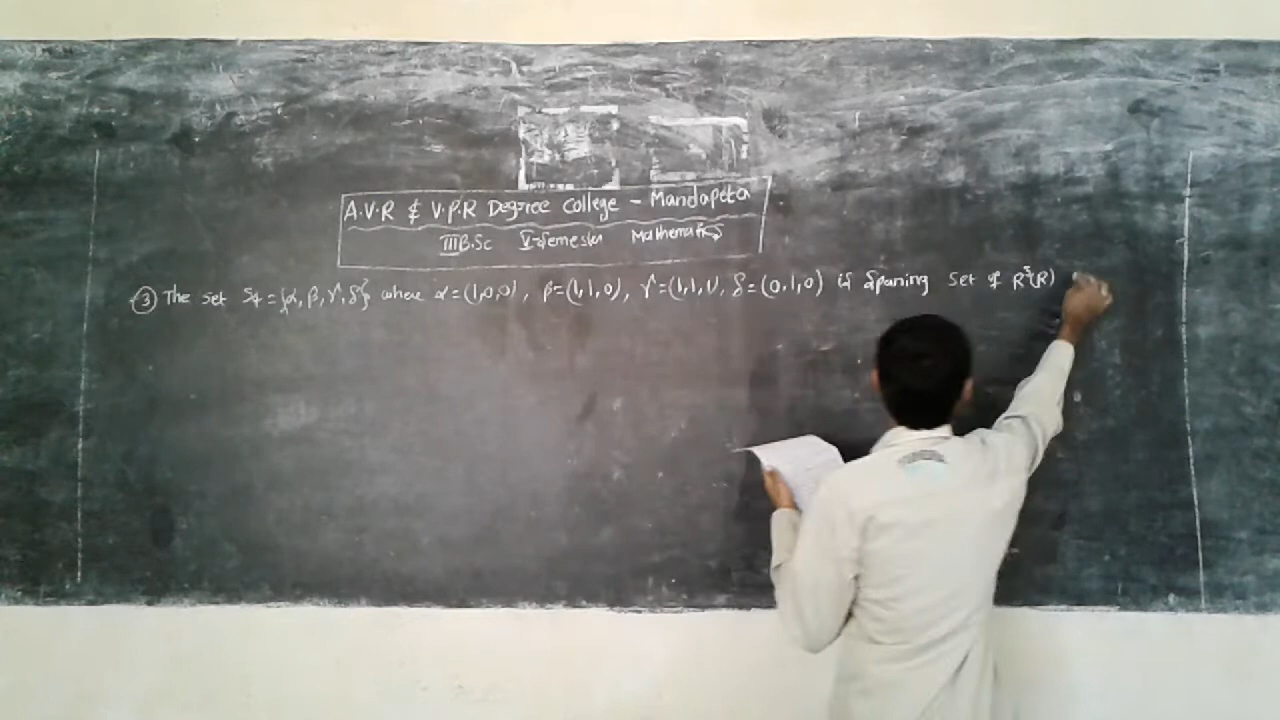 A.V.R & V.P.R Degree College - Mandapeta
III B.Sc V-Semester Mathematics
③ The set S4 = {α, β, γ, δ} where α=(1,0,0), β=(1,1,0), γ=(1,1,1), δ=(0,1,0) is Spaning Set of R³(R)